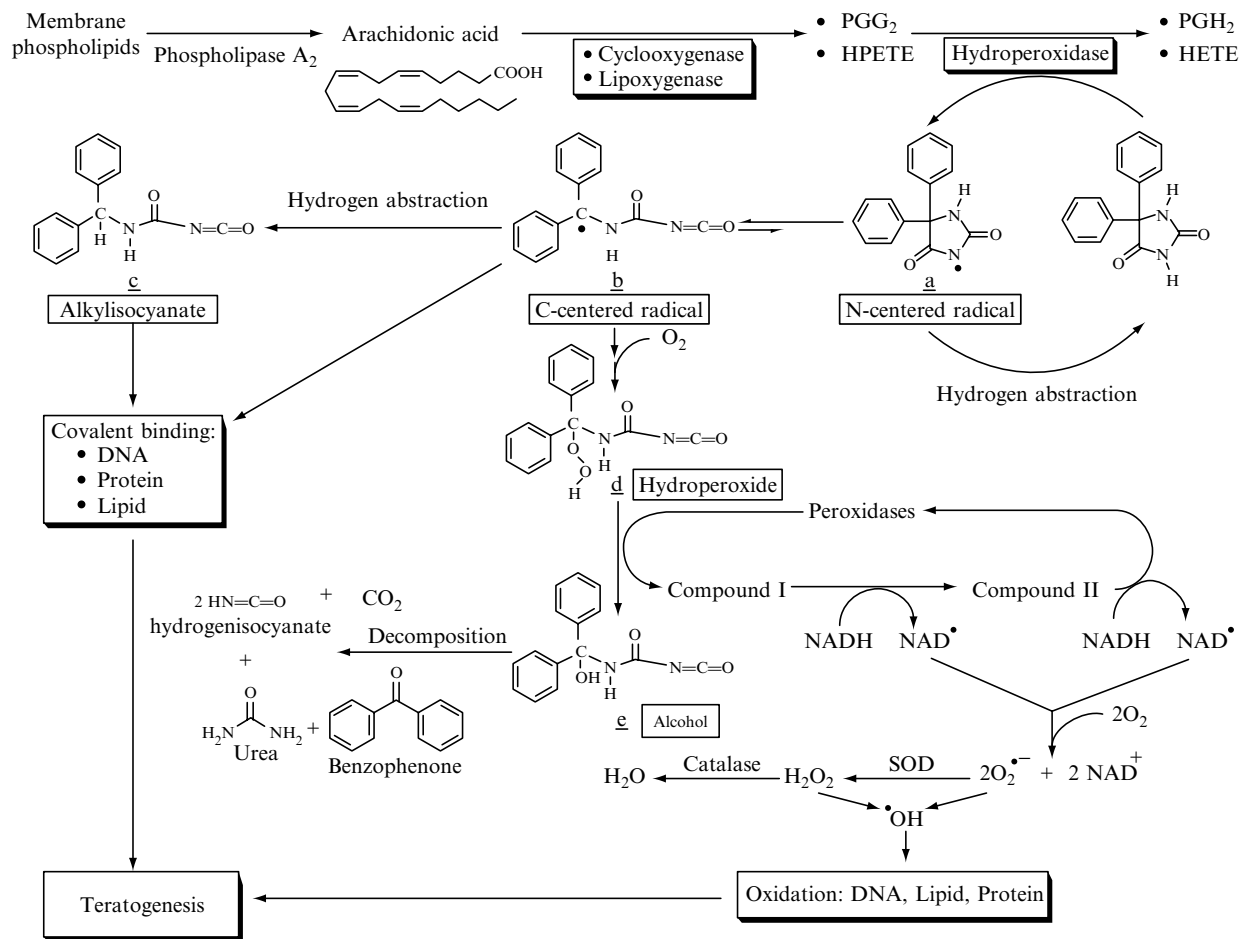 Membrane
phospholipids
Phospholipase A2
Arachidonic acid
COOH
• Cyclooxygenase
• Lipoxygenase
• PGG2
• HPETE
Hydroperoxidase
• PGH2
• HETE
C
H
N
H
O
N=C=O
c
Alkylisocyanate
Hydrogen abstraction
C
•
N
H
O
N=C=O
b
C-centered radical
H
N
O
N
•
O
a
N-centered radical
H
N
O
N
H
O
Hydrogen abstraction
O2
C
O
O
H
N
H
O
N=C=O
d
Hydroperoxide
Covalent binding:
• DNA
• Protein
• Lipid
Peroxidases
Compound I
Compound II
NADH
NAD•
NADH
NAD•
2 HN=C=O + CO2
hydrogenisocyanate
Decomposition
+
O
H2N NH2
Urea
+
O
Benzophenone
C
OH
N
H
O
N=C=O
e
Alcohol
2O2
H2O
Catalase
H2O2
SOD
2O2•− + 2 NAD+
•OH
Teratogenesis
Oxidation: DNA, Lipid, Protein